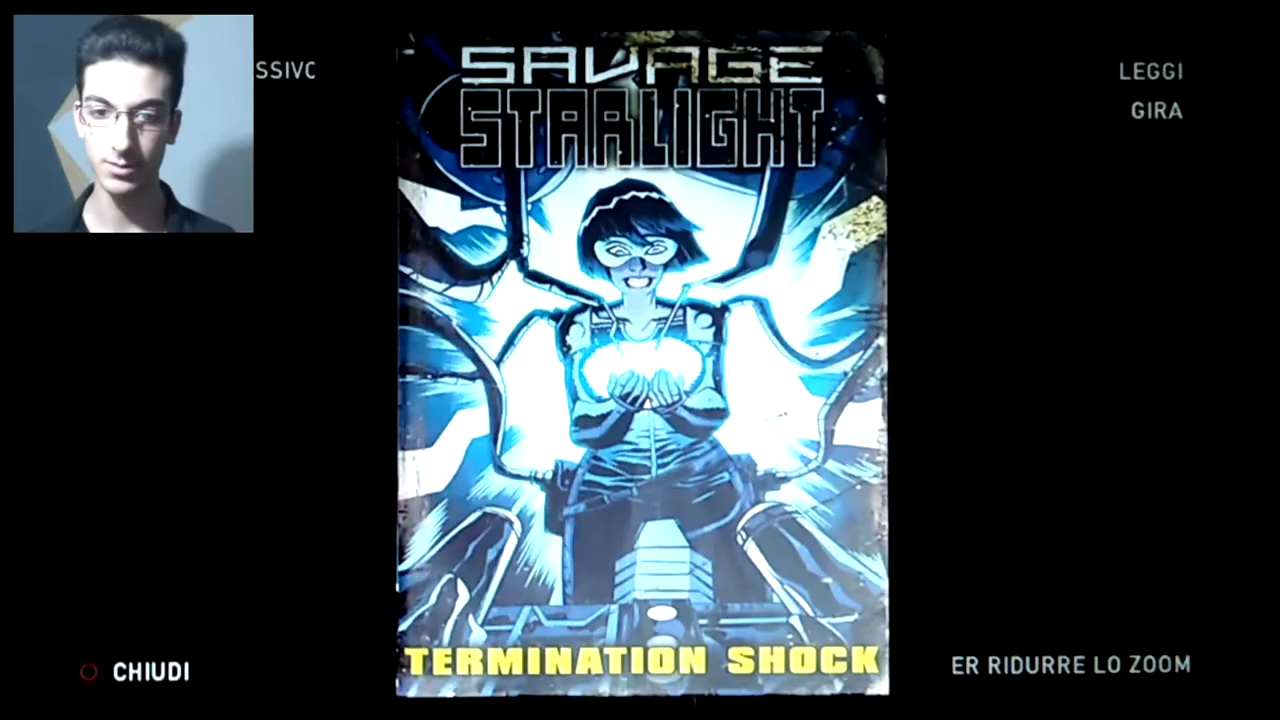 SSIVO
LEGGI
GIRA
SAVAGE
STARLIGHT
TERMINATION SHOCK
CHIUDI
ER RIDURRE LO ZOOM